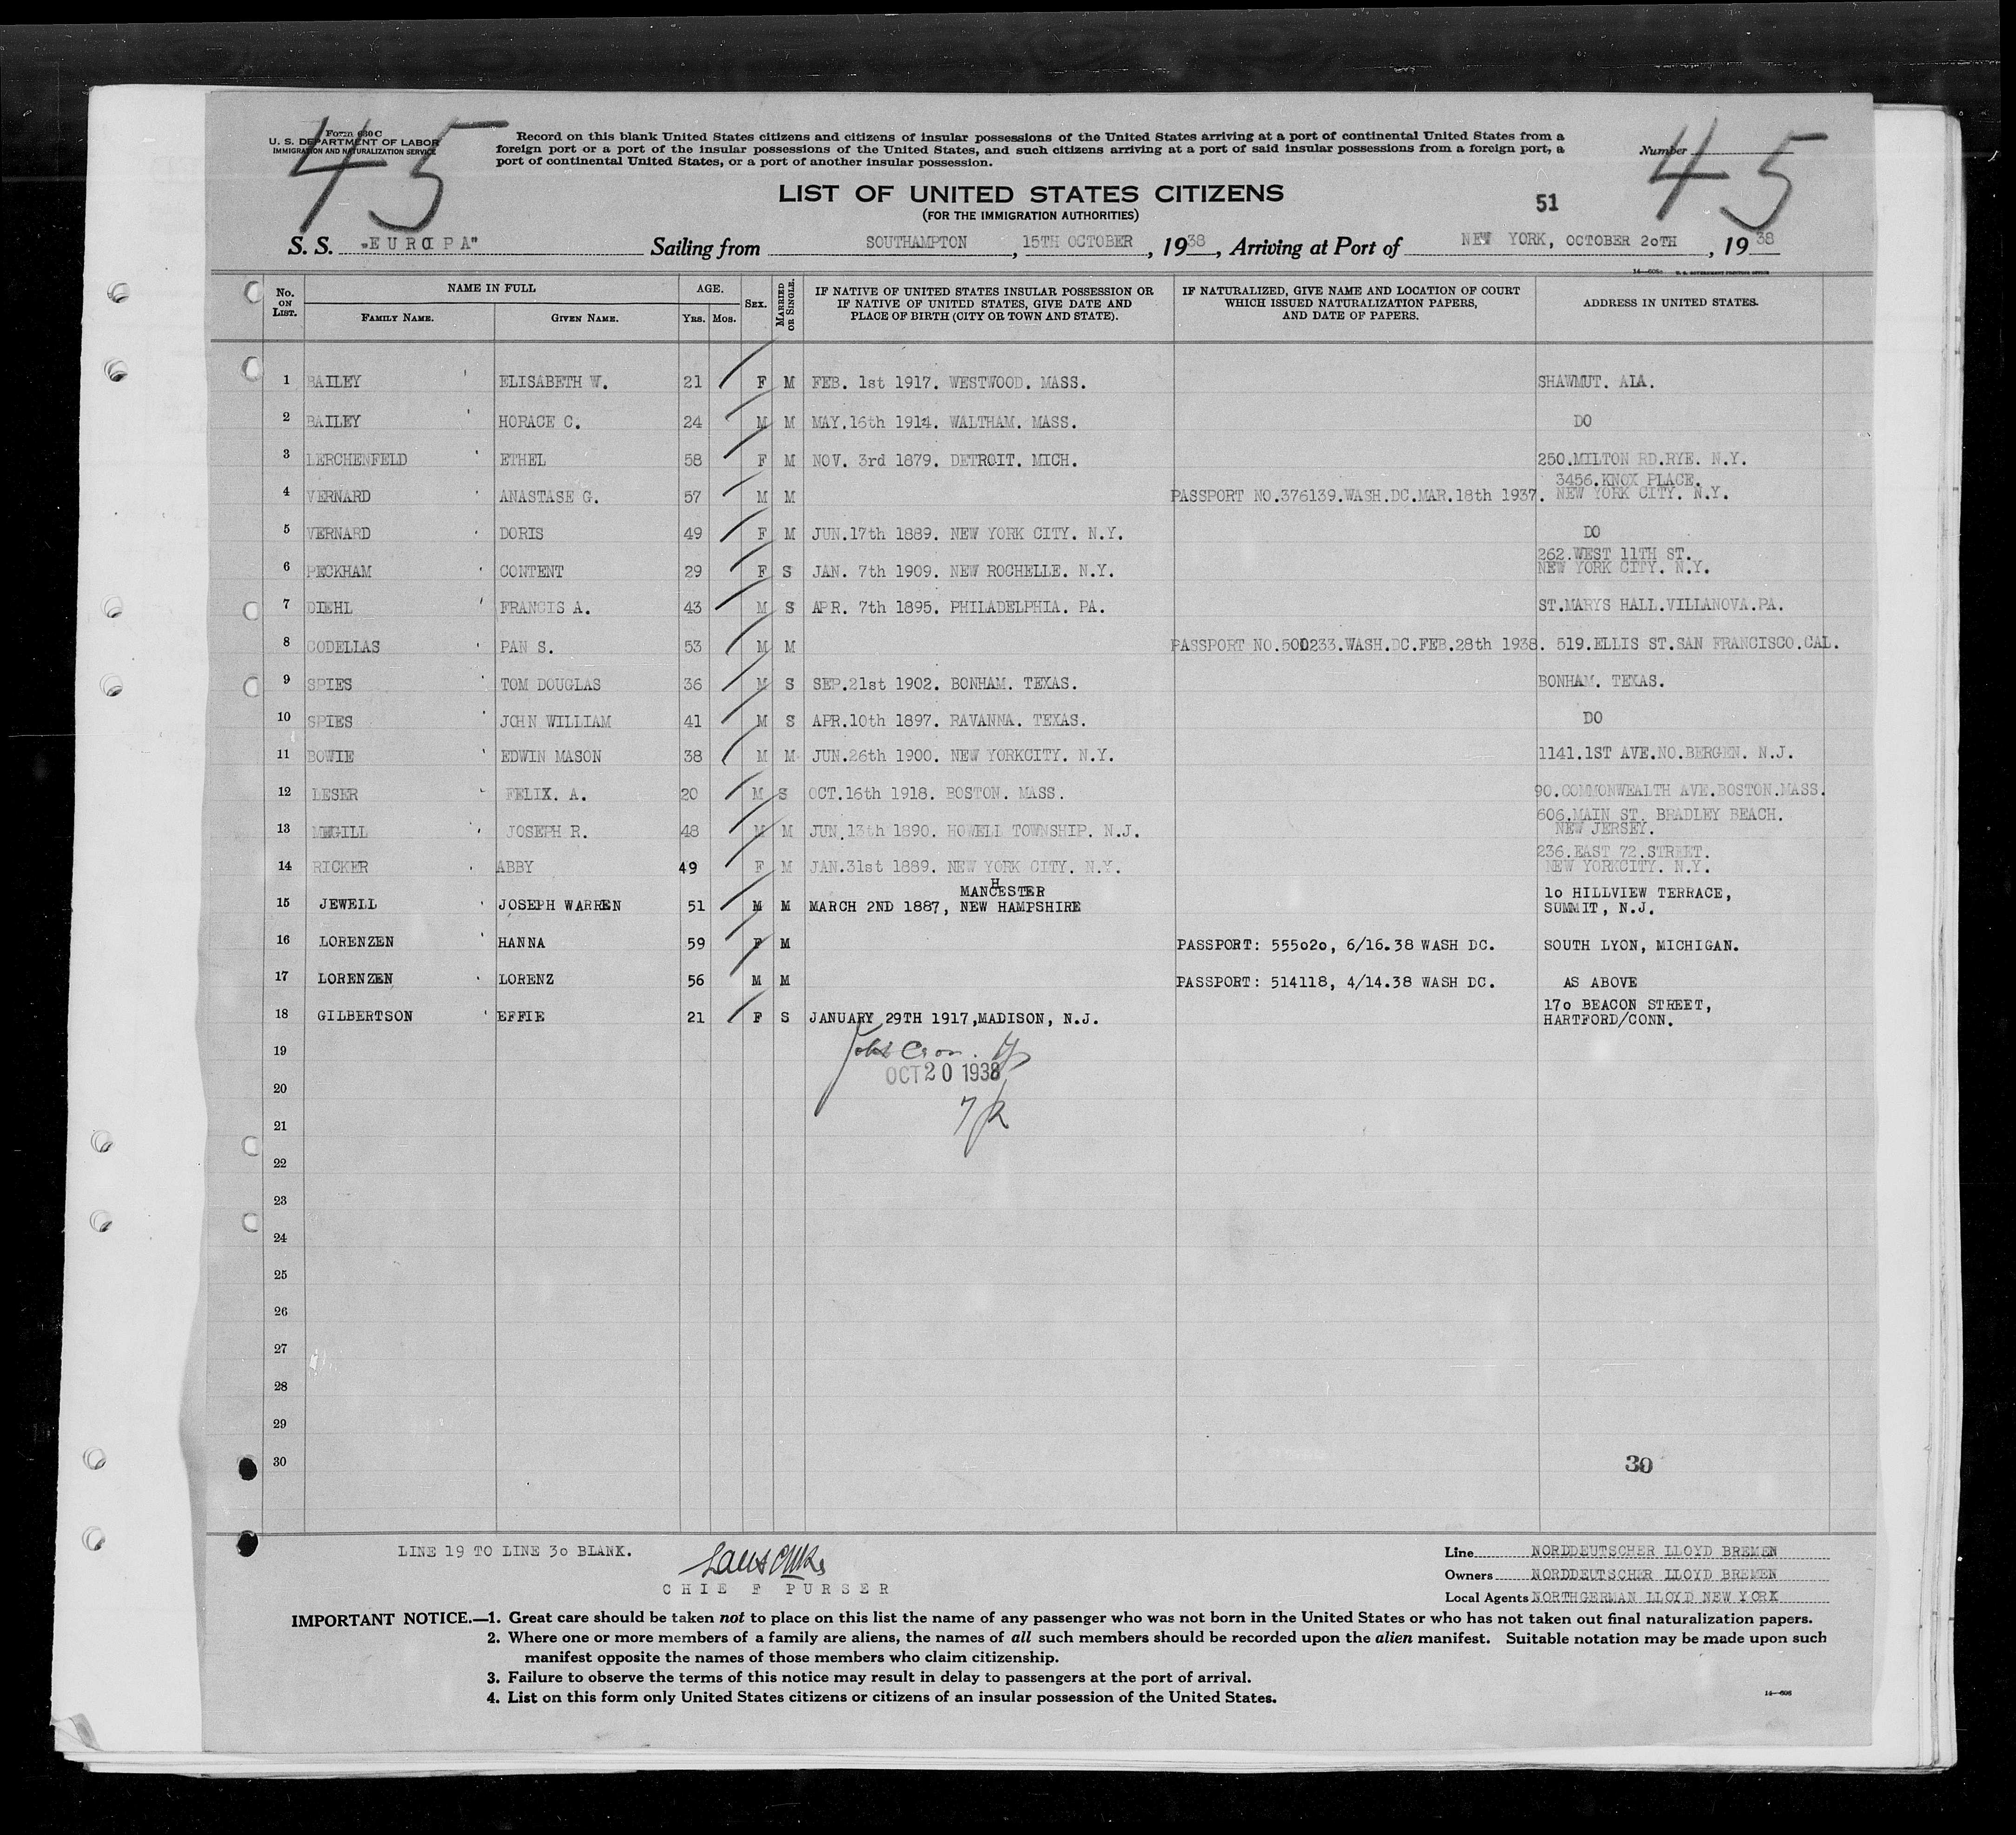 45
Form 630 C
U. S. DEPARTMENT OF LABOR
IMMIGRATION AND NATURALIZATION SERVICE
Record on this blank United States citizens and citizens of insular possessions of the United States arriving at a port of continental United States from a
foreign port or a port of the insular possessions of the United States, and such citizens arriving at a port of said insular possessions from a foreign port, a
port of continental United States, or a port of another insular possession.
Number
45
LIST OF UNITED STATES CITIZENS
(FOR THE IMMIGRATION AUTHORITIES)
51
S. S. "EUROPA" Sailing from SOUTHAMPTON, 15TH OCTOBER, 1938, Arriving at Port of NEW YORK, OCTOBER 20TH, 1938
No. ON LIST. NAME IN FULL FAMILY NAME. GIVEN NAME. AGE. YRS. MOS. SEX. MARRIED OR SINGLE. IF NATIVE OF UNITED STATES INSULAR POSSESSION OR IF NATIVE OF UNITED STATES, GIVE DATE AND PLACE OF BIRTH (CITY OR TOWN AND STATE). IF NATURALIZED, GIVE NAME AND LOCATION OF COURT WHICH ISSUED NATURALIZATION PAPERS, AND DATE OF PAPERS. ADDRESS IN UNITED STATES.
1 BAILEY ELISABETH W. 21 F M FEB. 1st 1917. WESTWOOD. MASS. SHAWMUT. ALA.
2 BAILEY HORACE C. 24 M M MAY.16th 1914. WALTHAM. MASS. DO
3 LERCHENFELD ETHEL 58 F M NOV. 3rd 1879. DETROIT. MICH. 250.MILTON RD.RYE. N.Y.
4 VERNARD ANASTASE G. 57 M M PASSPORT NO.376139.WASH.DC.MAR.18th 1937. 3456.KNOX PLACE. NEW YORK CITY. N.Y.
5 VERNARD DORIS 49 F M JUN.17th 1889. NEW YORK CITY. N.Y. DO
6 PECKHAM CONTENT 29 F S JAN. 7th 1909. NEW ROCHELLE. N.Y. 262.WEST 11TH ST. NEW YORK CITY. N.Y.
7 DIEHL FRANCIS A. 43 M S APR. 7th 1895. PHILADELPHIA. PA. ST.MARYS HALL.VILLANOVA.PA.
8 CODELLAS PAN S. 53 M M PASSPORT NO.500233.WASH.DC.FEB.28th 1938. 519.ELLIS ST.SAN FRANCISCO.CAL.
9 SPIES TOM DOUGLAS 36 M S SEP.21st 1902. BONHAM. TEXAS. BONHAM. TEXAS.
10 SPIES JOHN WILLIAM 41 M S APR.10th 1897. RAVANNA. TEXAS. DO
11 BOWIE EDWIN MASON 38 M M JUN.26th 1900. NEW YORKCITY. N.Y. 1141.1ST AVE.NO.BERGEN. N.J.
12 LESER FELIX. A. 20 M S OCT.16th 1918. BOSTON. MASS. 90.COMMONWEALTH AVE.BOSTON.MASS.
13 MEGILL JOSEPH R. 48 M M JUN.13th 1890. HOWELL TOWNSHIP. N.J. 606.MAIN ST. BRADLEY BEACH. NEW JERSEY.
14 RICKER ABBY 49 F M JAN.31st 1889. NEW YORK CITY. N.Y. 236.EAST 72.STREET. NEW YORKCITY. N.Y.
15 JEWELL JOSEPH WARREN 51 M M MARCH 2ND 1887, MANCHESTER NEW HAMPSHIRE 10 HILLVIEW TERRACE, SUMMIT, N.J.
16 LORENZEN HANNA 59 F M PASSPORT: 555020, 6/16.38 WASH DC. SOUTH LYON, MICHIGAN.
17 LORENZEN LORENZ 56 M M PASSPORT: 514118, 4/14.38 WASH DC. AS ABOVE
18 GILBERTSON EFFIE 21 F S JANUARY 29TH 1917,MADISON, N.J. 170 BEACON STREET, HARTFORD/CONN.
19
OCT 20 1938
20
21
22
23
24
25
26
27
28
29
30 30
LINE 19 TO LINE 30 BLANK.
CHIEF PURSER
Line NORDDEUTSCHER LLOYD BREMEN
Owners NORDDEUTSCHER LLOYD BREMEN
Local Agents NORTHGERMAN LLOYD NEW YORK
IMPORTANT NOTICE.—1. Great care should be taken not to place on this list the name of any passenger who was not born in the United States or who has not taken out final naturalization papers.
2. Where one or more members of a family are aliens, the names of all such members should be recorded upon the alien manifest. Suitable notation may be made upon such
manifest opposite the names of those members who claim citizenship.
3. Failure to observe the terms of this notice may result in delay to passengers at the port of arrival.
4. List on this form only United States citizens or citizens of an insular possession of the United States.